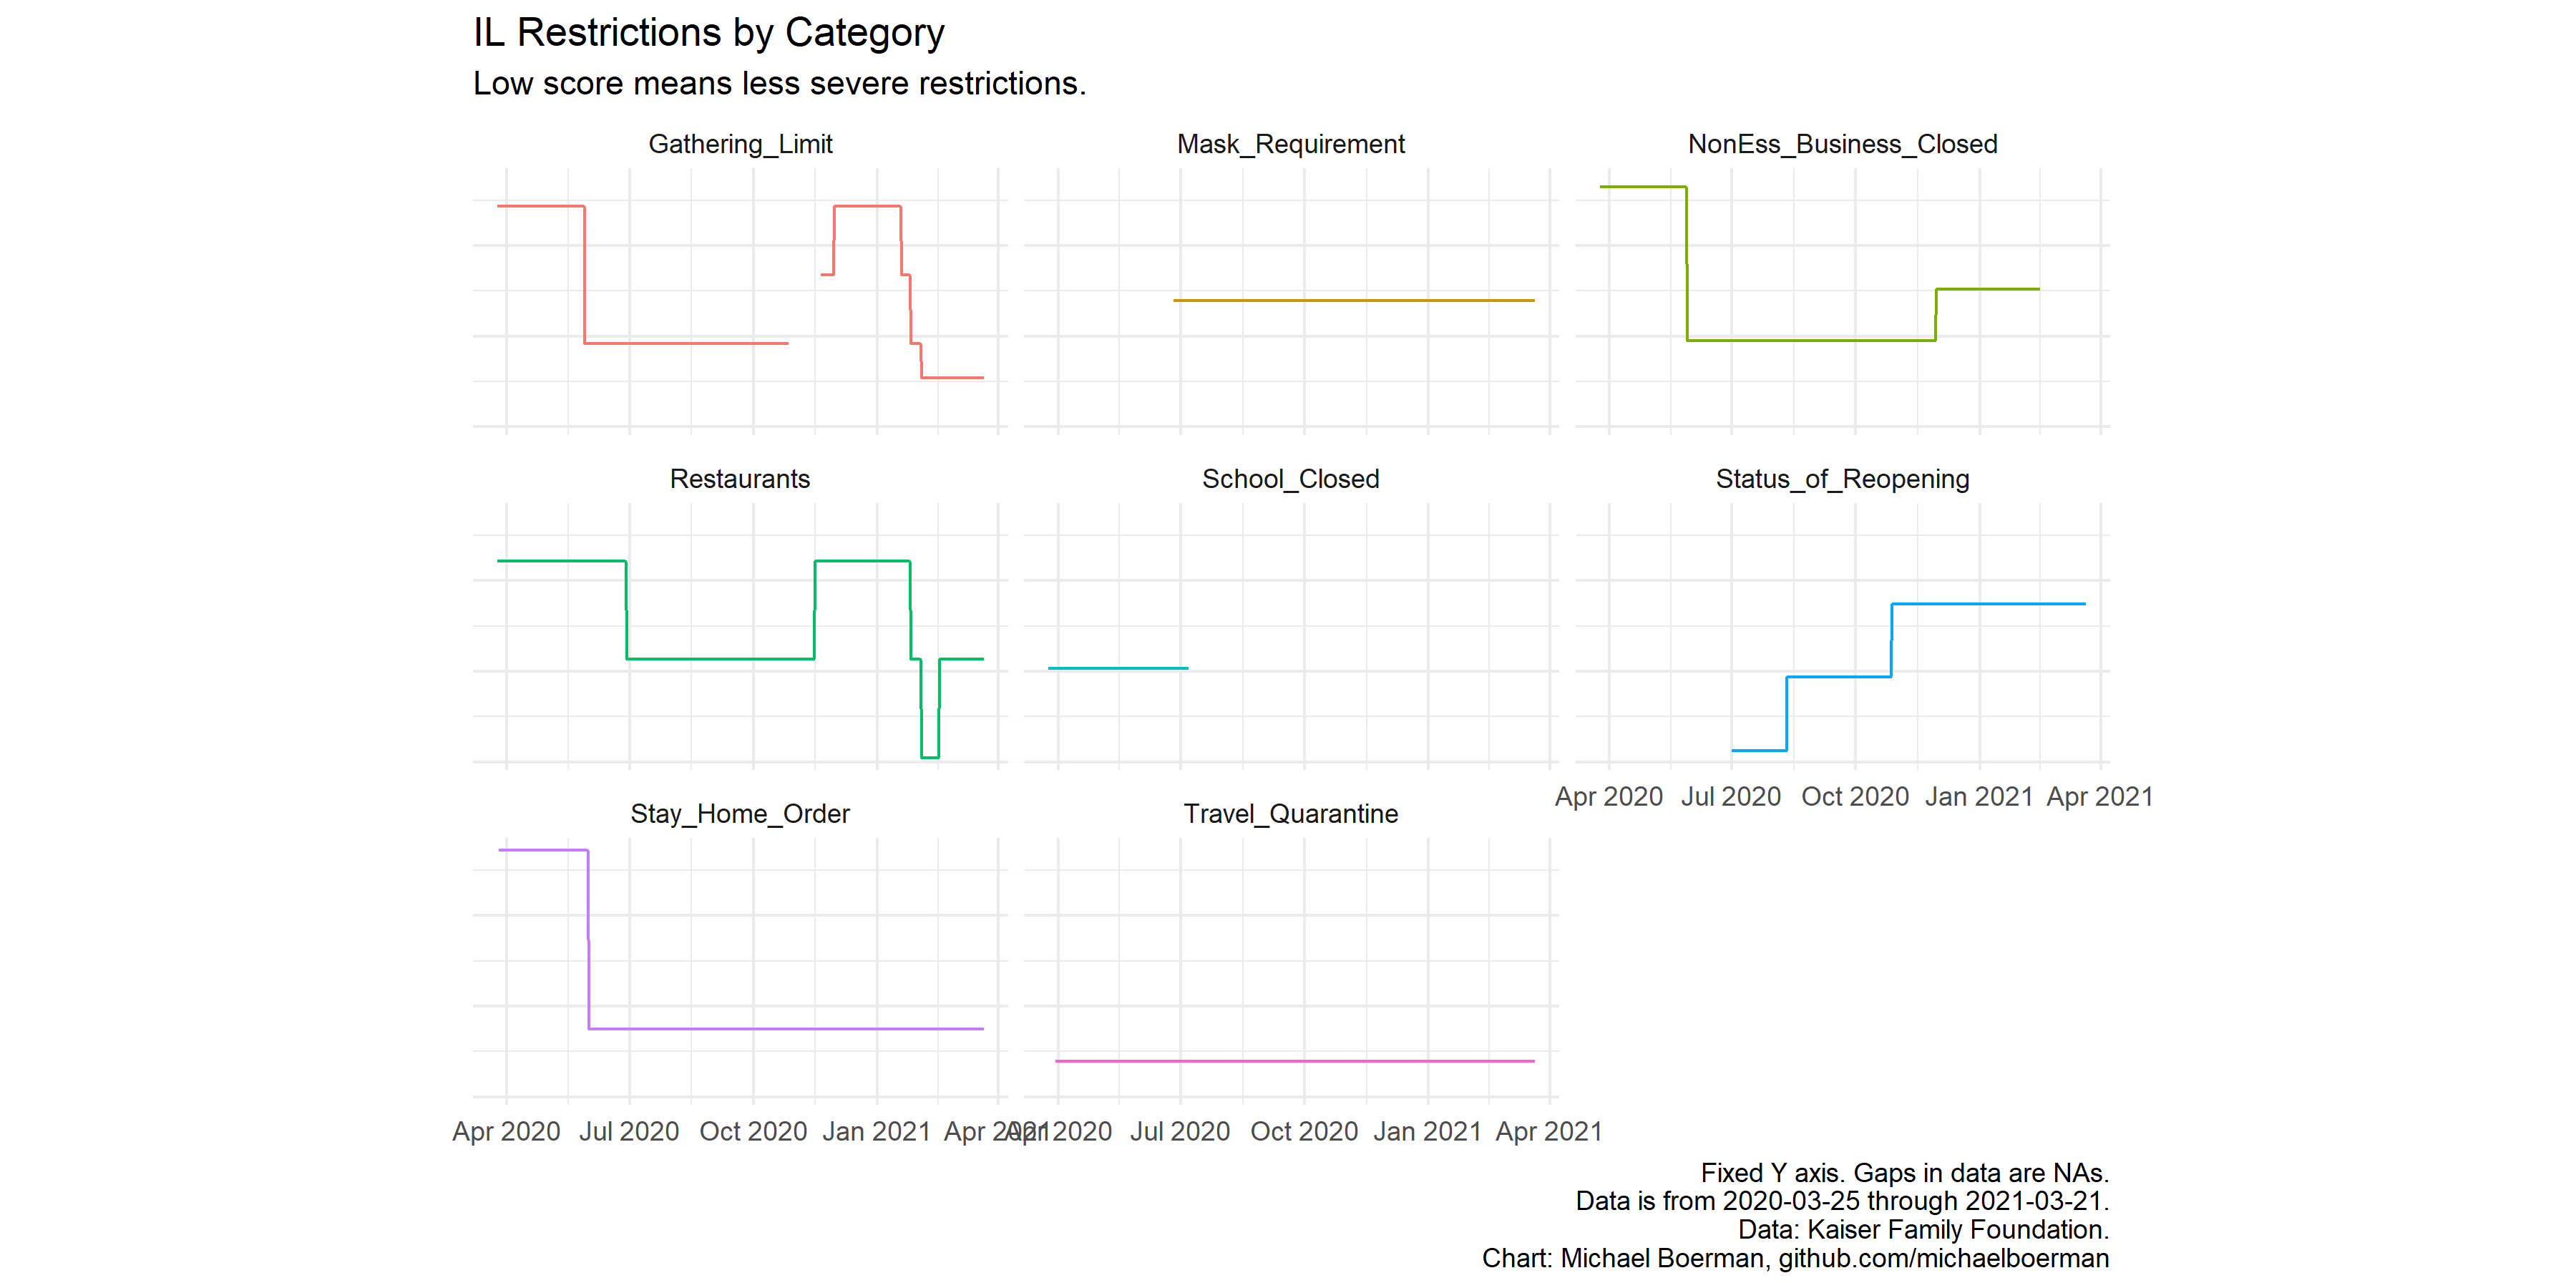 IL Restrictions by Category
Low score means less severe restrictions.
Gathering_Limit
Mask_Requirement
NonEss_Business_Closed
Restaurants
School_Closed
Status_of_Reopening
Apr 2020 Jul 2020 Oct 2020 Jan 2021 Apr 2021
Stay_Home_Order
Travel_Quarantine
Apr 2020 Jul 2020 Oct 2020 Jan 2021 Apr 2021
Apr 2020 Jul 2020 Oct 2020 Jan 2021 Apr 2021
Fixed Y axis. Gaps in data are NAs.
Data is from 2020-03-25 through 2021-03-21.
Data: Kaiser Family Foundation.
Chart: Michael Boerman, github.com/michaelboerman